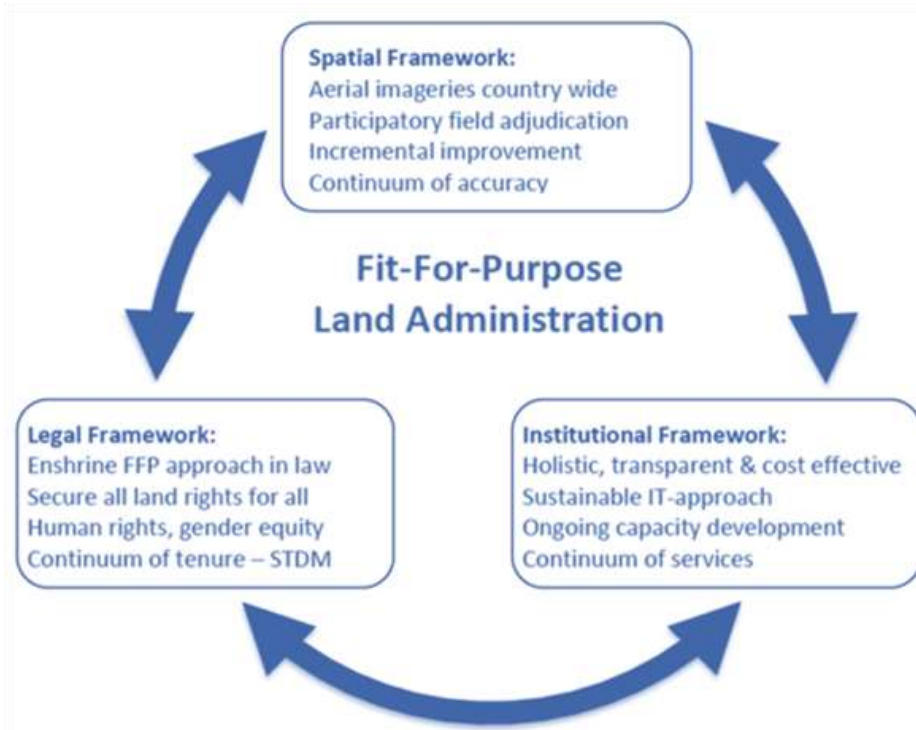 Spatial Framework:
Aerial imageries country wide
Participatory field adjudication
Incremental improvement
Continuum of accuracy
Fit-For-Purpose
Land Administration
Legal Framework:
Enshrine FFP approach in law
Secure all land rights for all
Human rights, gender equity
Continuum of tenure – STDM
Institutional Framework:
Holistic, transparent & cost effective
Sustainable IT-approach
Ongoing capacity development
Continuum of services